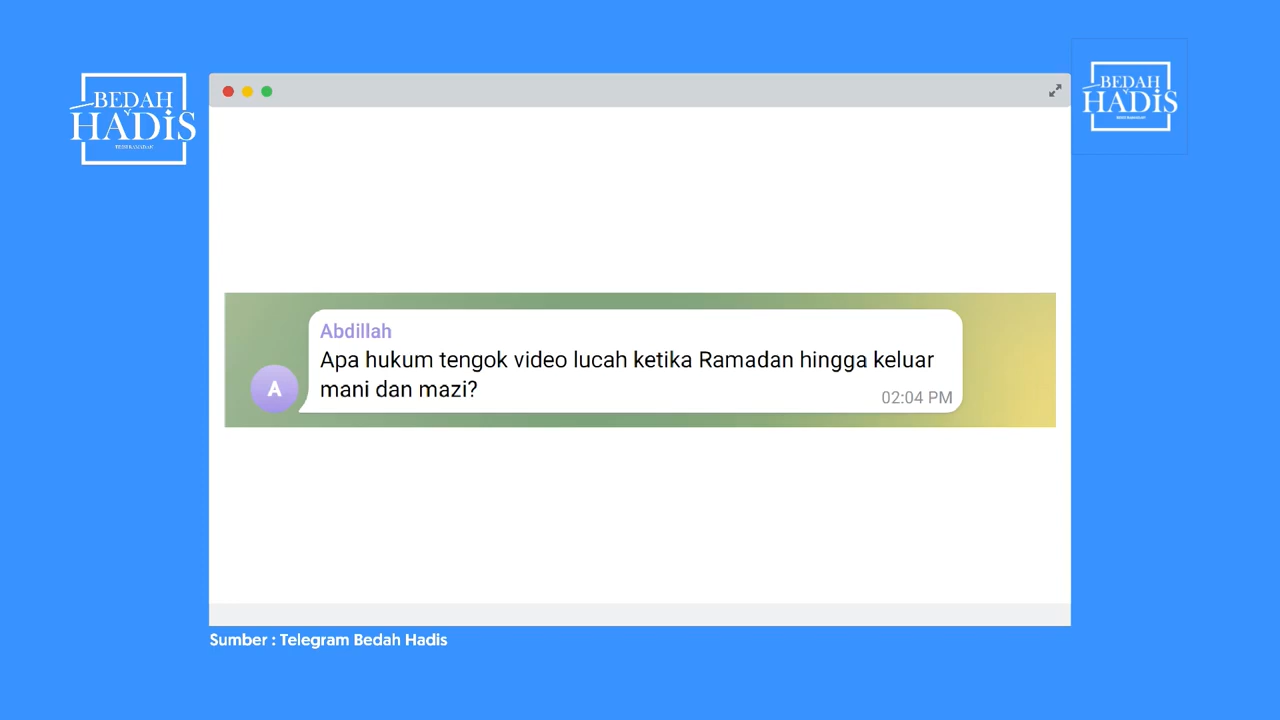 BEDAH
HADIS
BEDAH
HADIS
Abdillah
Apa hukum tengok video lucah ketika Ramadan hingga keluar
mani dan mazi?
A
02:04 PM
Sumber : Telegram Bedah Hadis